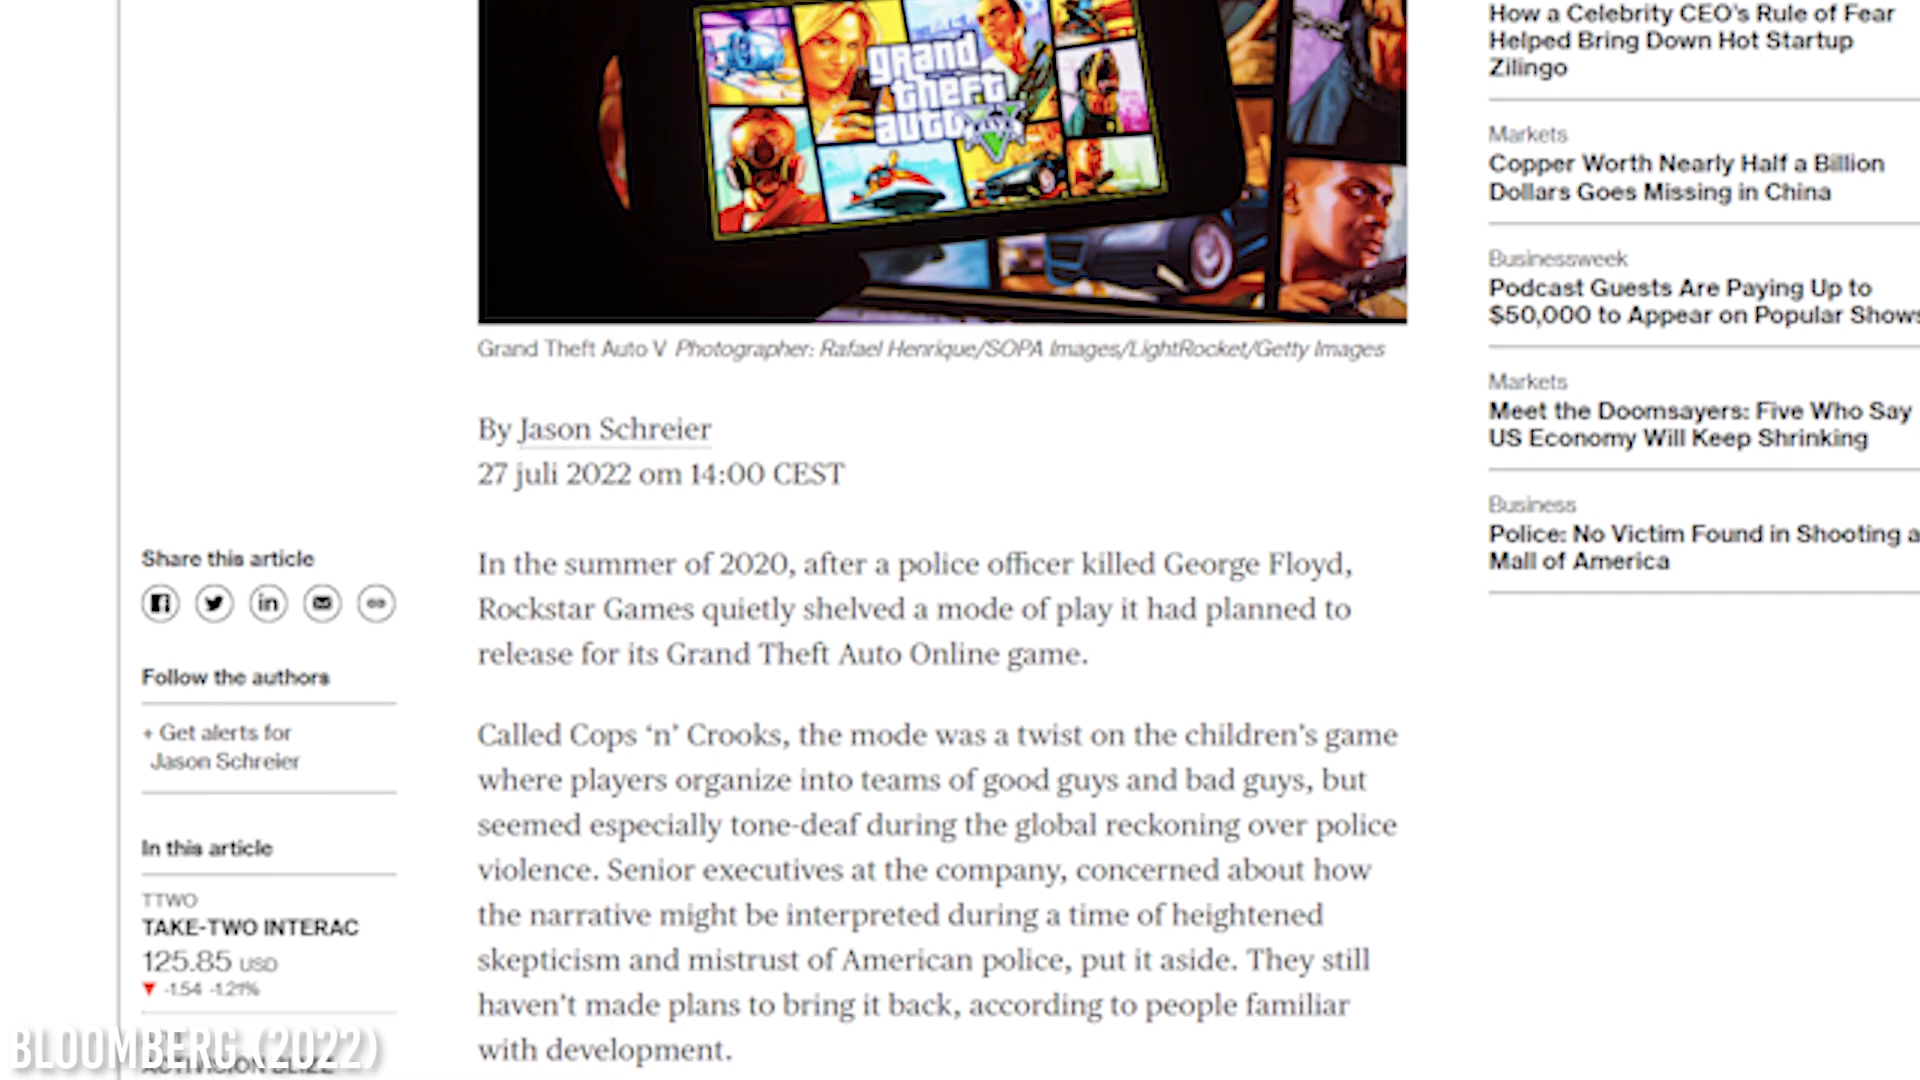 grand
theft
auto
FIVE
V
Grand Theft Auto V Photographer: Rafael Henrique/SOPA Images/LightRocket/Getty Images
By Jason Schreier
27 juli 2022 om 14:00 CEST
In the summer of 2020, after a police officer killed George Floyd,
Rockstar Games quietly shelved a mode of play it had planned to
release for its Grand Theft Auto Online game.
Called Cops ‘n’ Crooks, the mode was a twist on the children’s game
where players organize into teams of good guys and bad guys, but
seemed especially tone-deaf during the global reckoning over police
violence. Senior executives at the company, concerned about how
the narrative might be interpreted during a time of heightened
skepticism and mistrust of American police, put it aside. They still
haven’t made plans to bring it back, according to people familiar
with development.
Share this article
in
Follow the authors
+ Get alerts for
Jason Schreier
In this article
TTWO
TAKE-TWO INTERAC
125.85 USD
▼ -1.54 -1.21%
ACTIVISION BLIZZ
BLOOMBERG (2022)
How a Celebrity CEO’s Rule of Fear
Helped Bring Down Hot Startup
Zilingo
Markets
Copper Worth Nearly Half a Billion
Dollars Goes Missing in China
Businessweek
Podcast Guests Are Paying Up to
$50,000 to Appear on Popular Shows
Markets
Meet the Doomsayers: Five Who Say
US Economy Will Keep Shrinking
Business
Police: No Victim Found in Shooting a
Mall of America